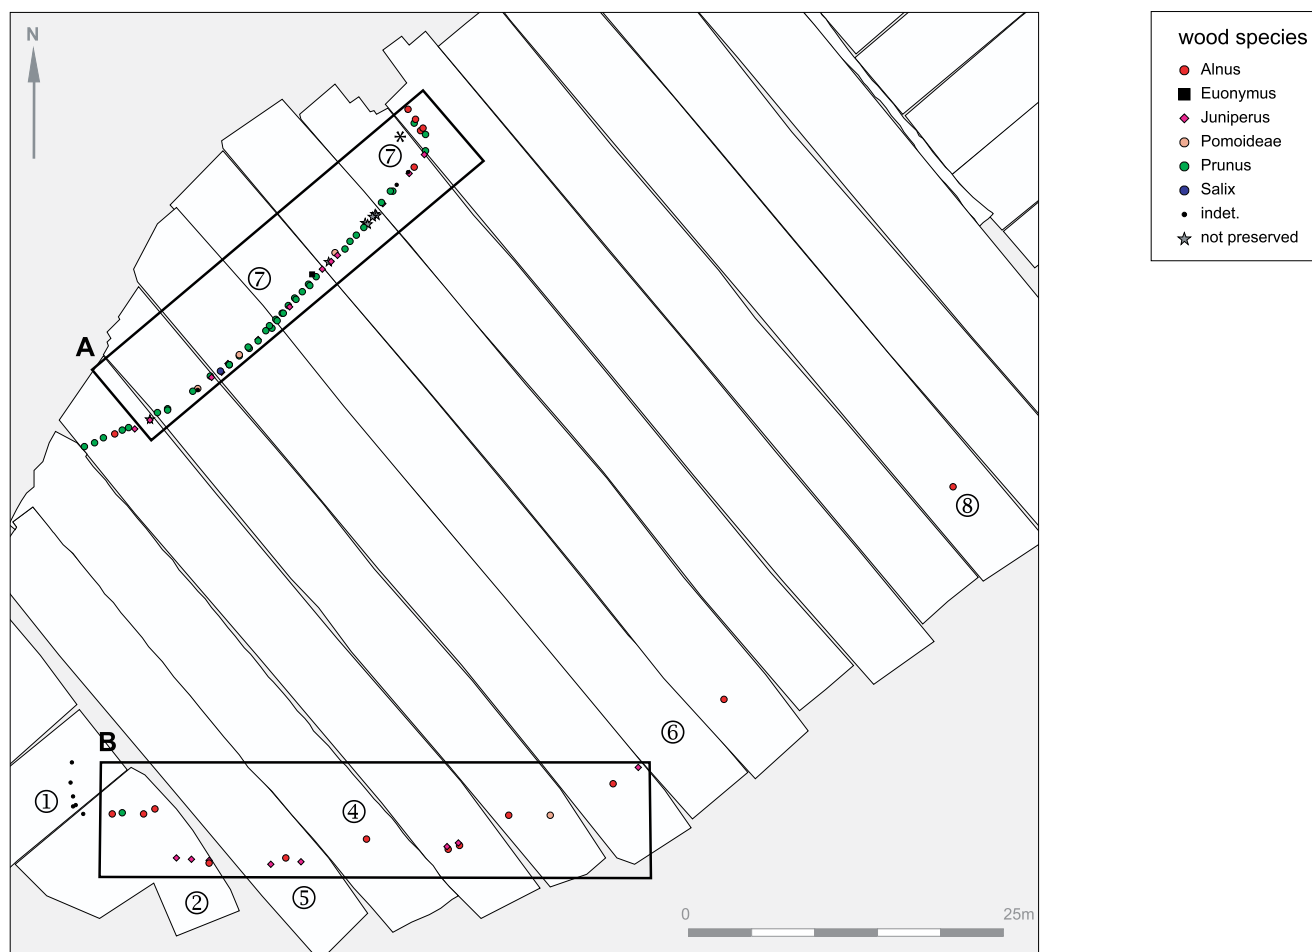 N
wood species
Alnus
Euonymus
Juniperus
Pomoideae
Prunus
Salix
indet.
not preserved
*
⑦
⑦
A
⑧
⑥
B
①
④
②
⑤
0
25m